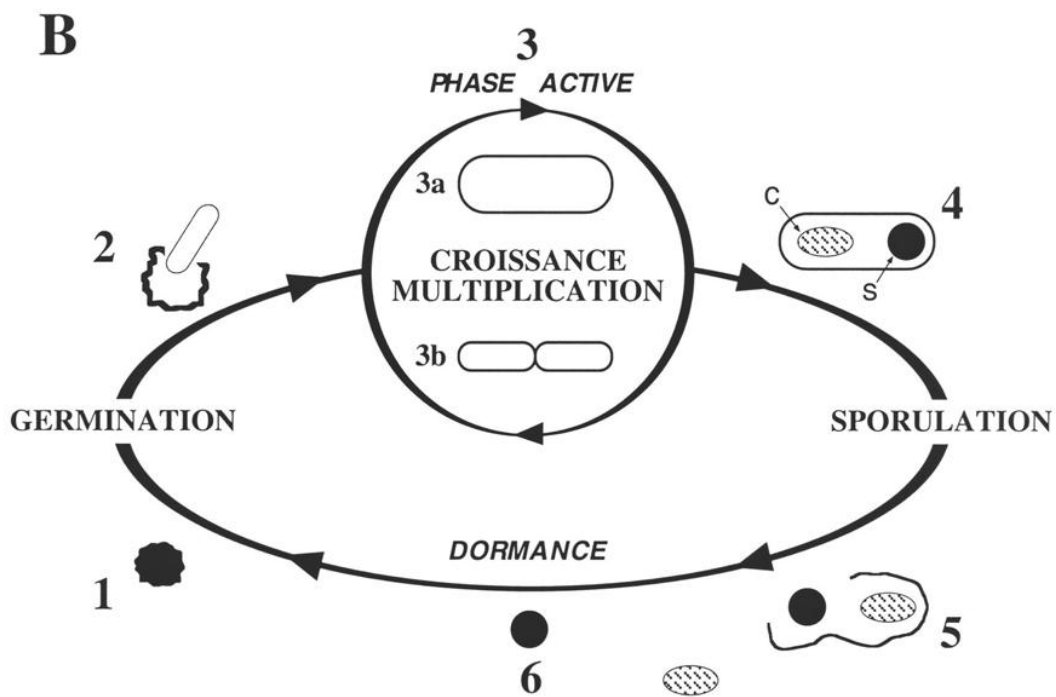 B
3
PHASE ACTIVE
3a
C
4
2
CROISSANCE
MULTIPLICATION
S
3b
GERMINATION
SPORULATION
DORMANCE
1
5
6